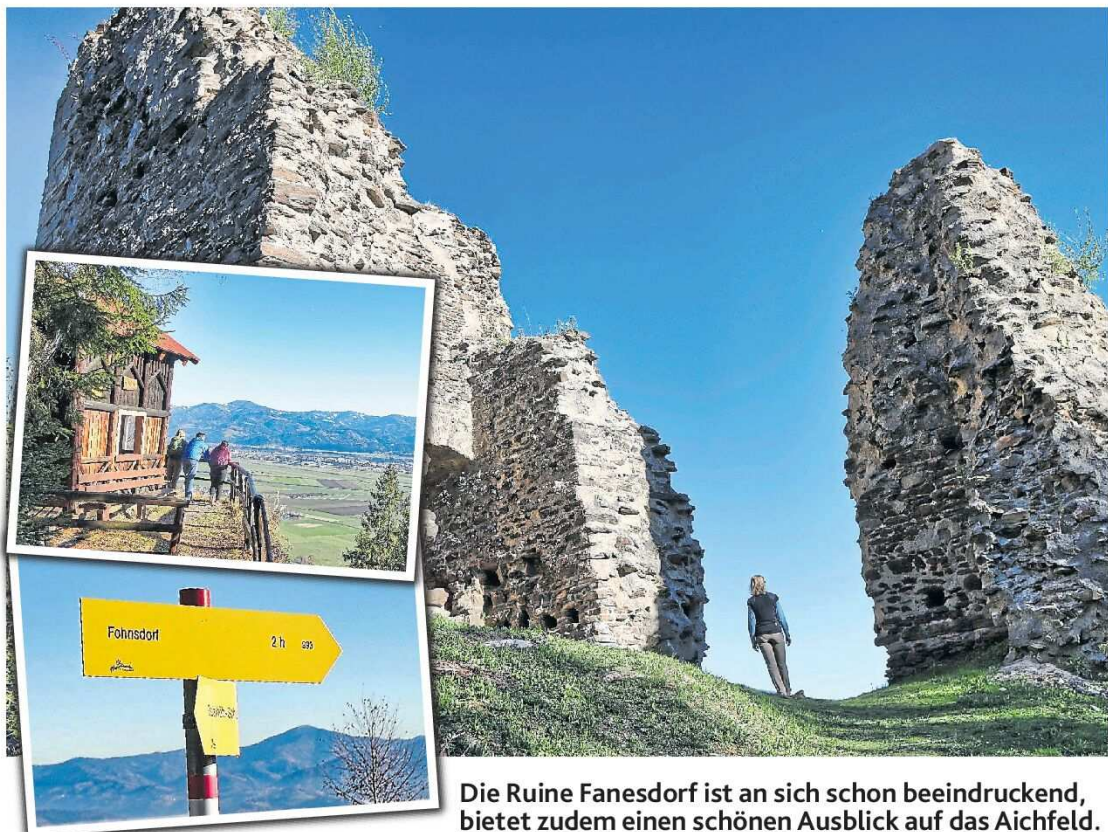 Fohnsdorf 2 h
Die Ruine Fanesdorf ist an sich schon beeindruckend,
bietet zudem einen schönen Ausblick auf das Aichfeld.